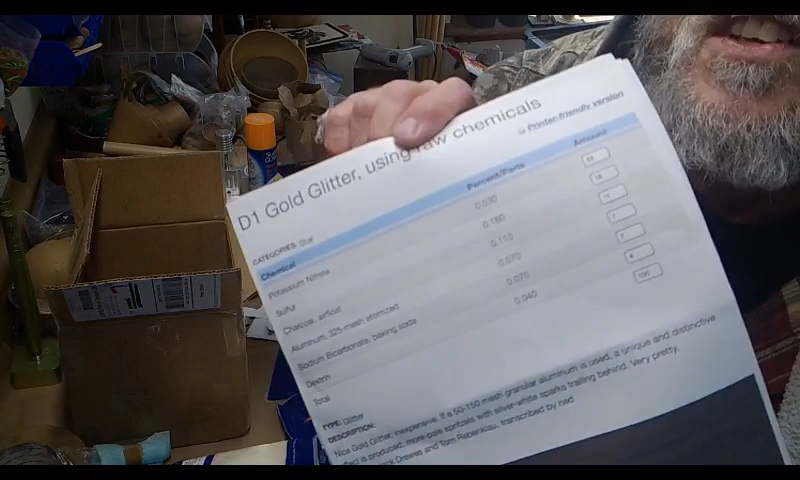 D1 Gold Glitter, using raw chemicals
Printer-friendly version
CATEGORIES: Star
Chemical Percent/Parts Amount
Potassium Nitrate 0.530 53
Sulfur 0.180 18
Charcoal, airfloat 0.110 11
Aluminum, 325-mesh atomized 0.070 7
Sodium Bicarbonate, baking soda 0.070 7
Dextrin 0.040 4
Total 100
TYPE: Glitter
DESCRIPTION:
Nice Gold Glitter, inexpensive. If a 50-150 mesh granular aluminum is used, a unique and distinctive
effect is produced: more-pale spritzels with silver-white sparks trailing behind. Very pretty.
Drewes and Tom Rebenklau, transcribed by ned